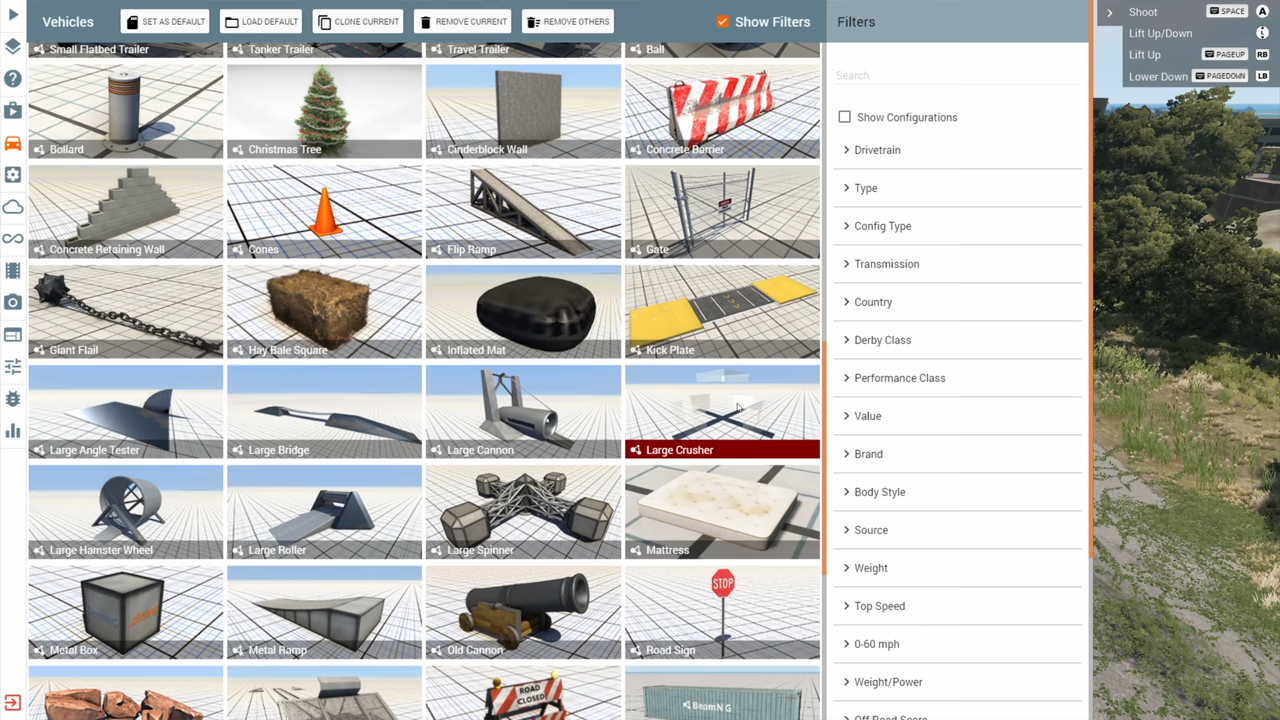 Vehicles
SET AS DEFAULT
LOAD DEFAULT
CLONE CURRENT
REMOVE CURRENT
REMOVE OTHERS
Show Filters
Small Flatbed Trailer
Tanker Trailer
Travel Trailer
Ball
Bollard
Christmas Tree
Cinderblock Wall
Concrete Barrier
Concrete Retaining Wall
Cones
Flip Ramp
Gate
Giant Flail
Hay Bale Square
Inflated Mat
Kick Plate
Large Angle Tester
Large Bridge
Large Cannon
Large Crusher
Large Hamster Wheel
Large Roller
Large Spinner
Mattress
STOP
Metal Box
Metal Ramp
Old Cannon
Road Sign
ROAD
CLOSED
BeamNG
Filters
Search
Show Configurations
Drivetrain
Type
Config Type
Transmission
Country
Derby Class
Performance Class
Value
Brand
Body Style
Source
Weight
Top Speed
0-60 mph
Weight/Power
Off-Road Score
Shoot SPACE A
Lift Up/Down
Lift Up PAGEUP RB
Lower Down PAGEDOWN LB